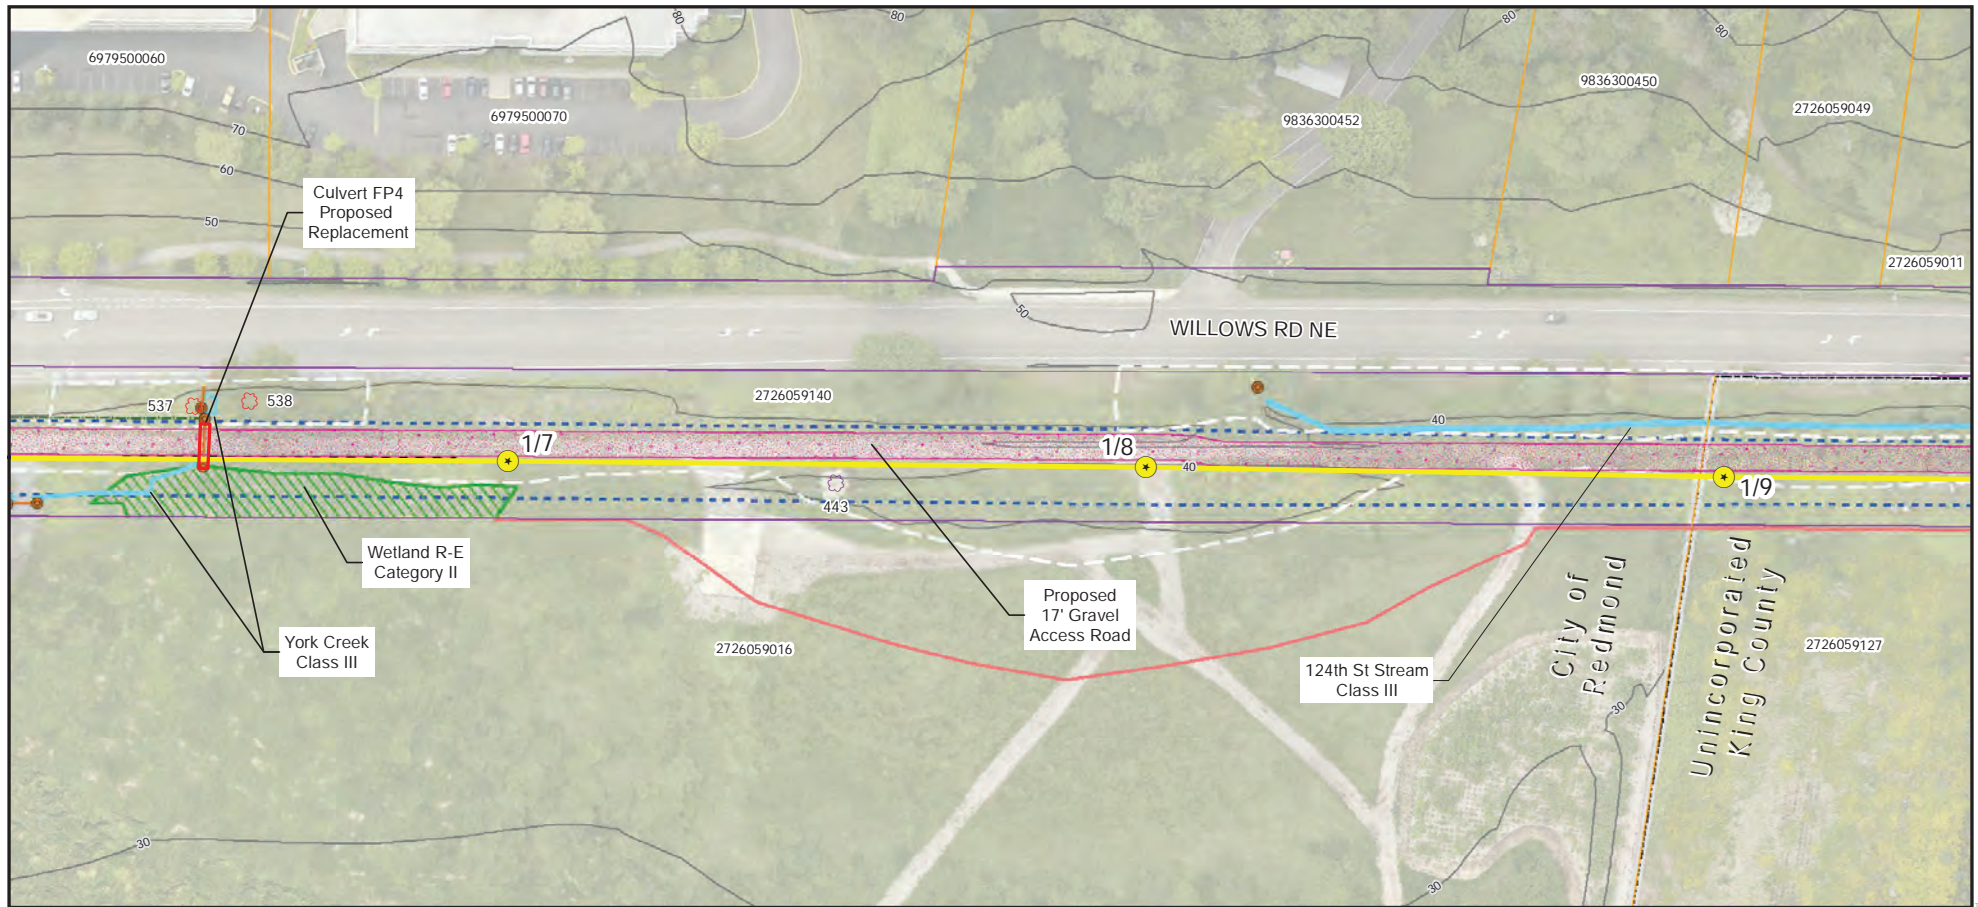 80
80
80
80
6979500060
6979500070
9836300452
9836300450
2726059049
70
60
50
Culvert FP4
Proposed
Replacement
2726059011
50
WILLOWS RD NE
537
538
2726059140
40
1/7
1/8
40
1/9
443
Wetland R-E
Category II
York Creek
Class III
Proposed
17' Gravel
Access Road
2726059016
124th St Stream
Class III
City of
Redmond
Unincorporated
King County
2726059127
30
30
30